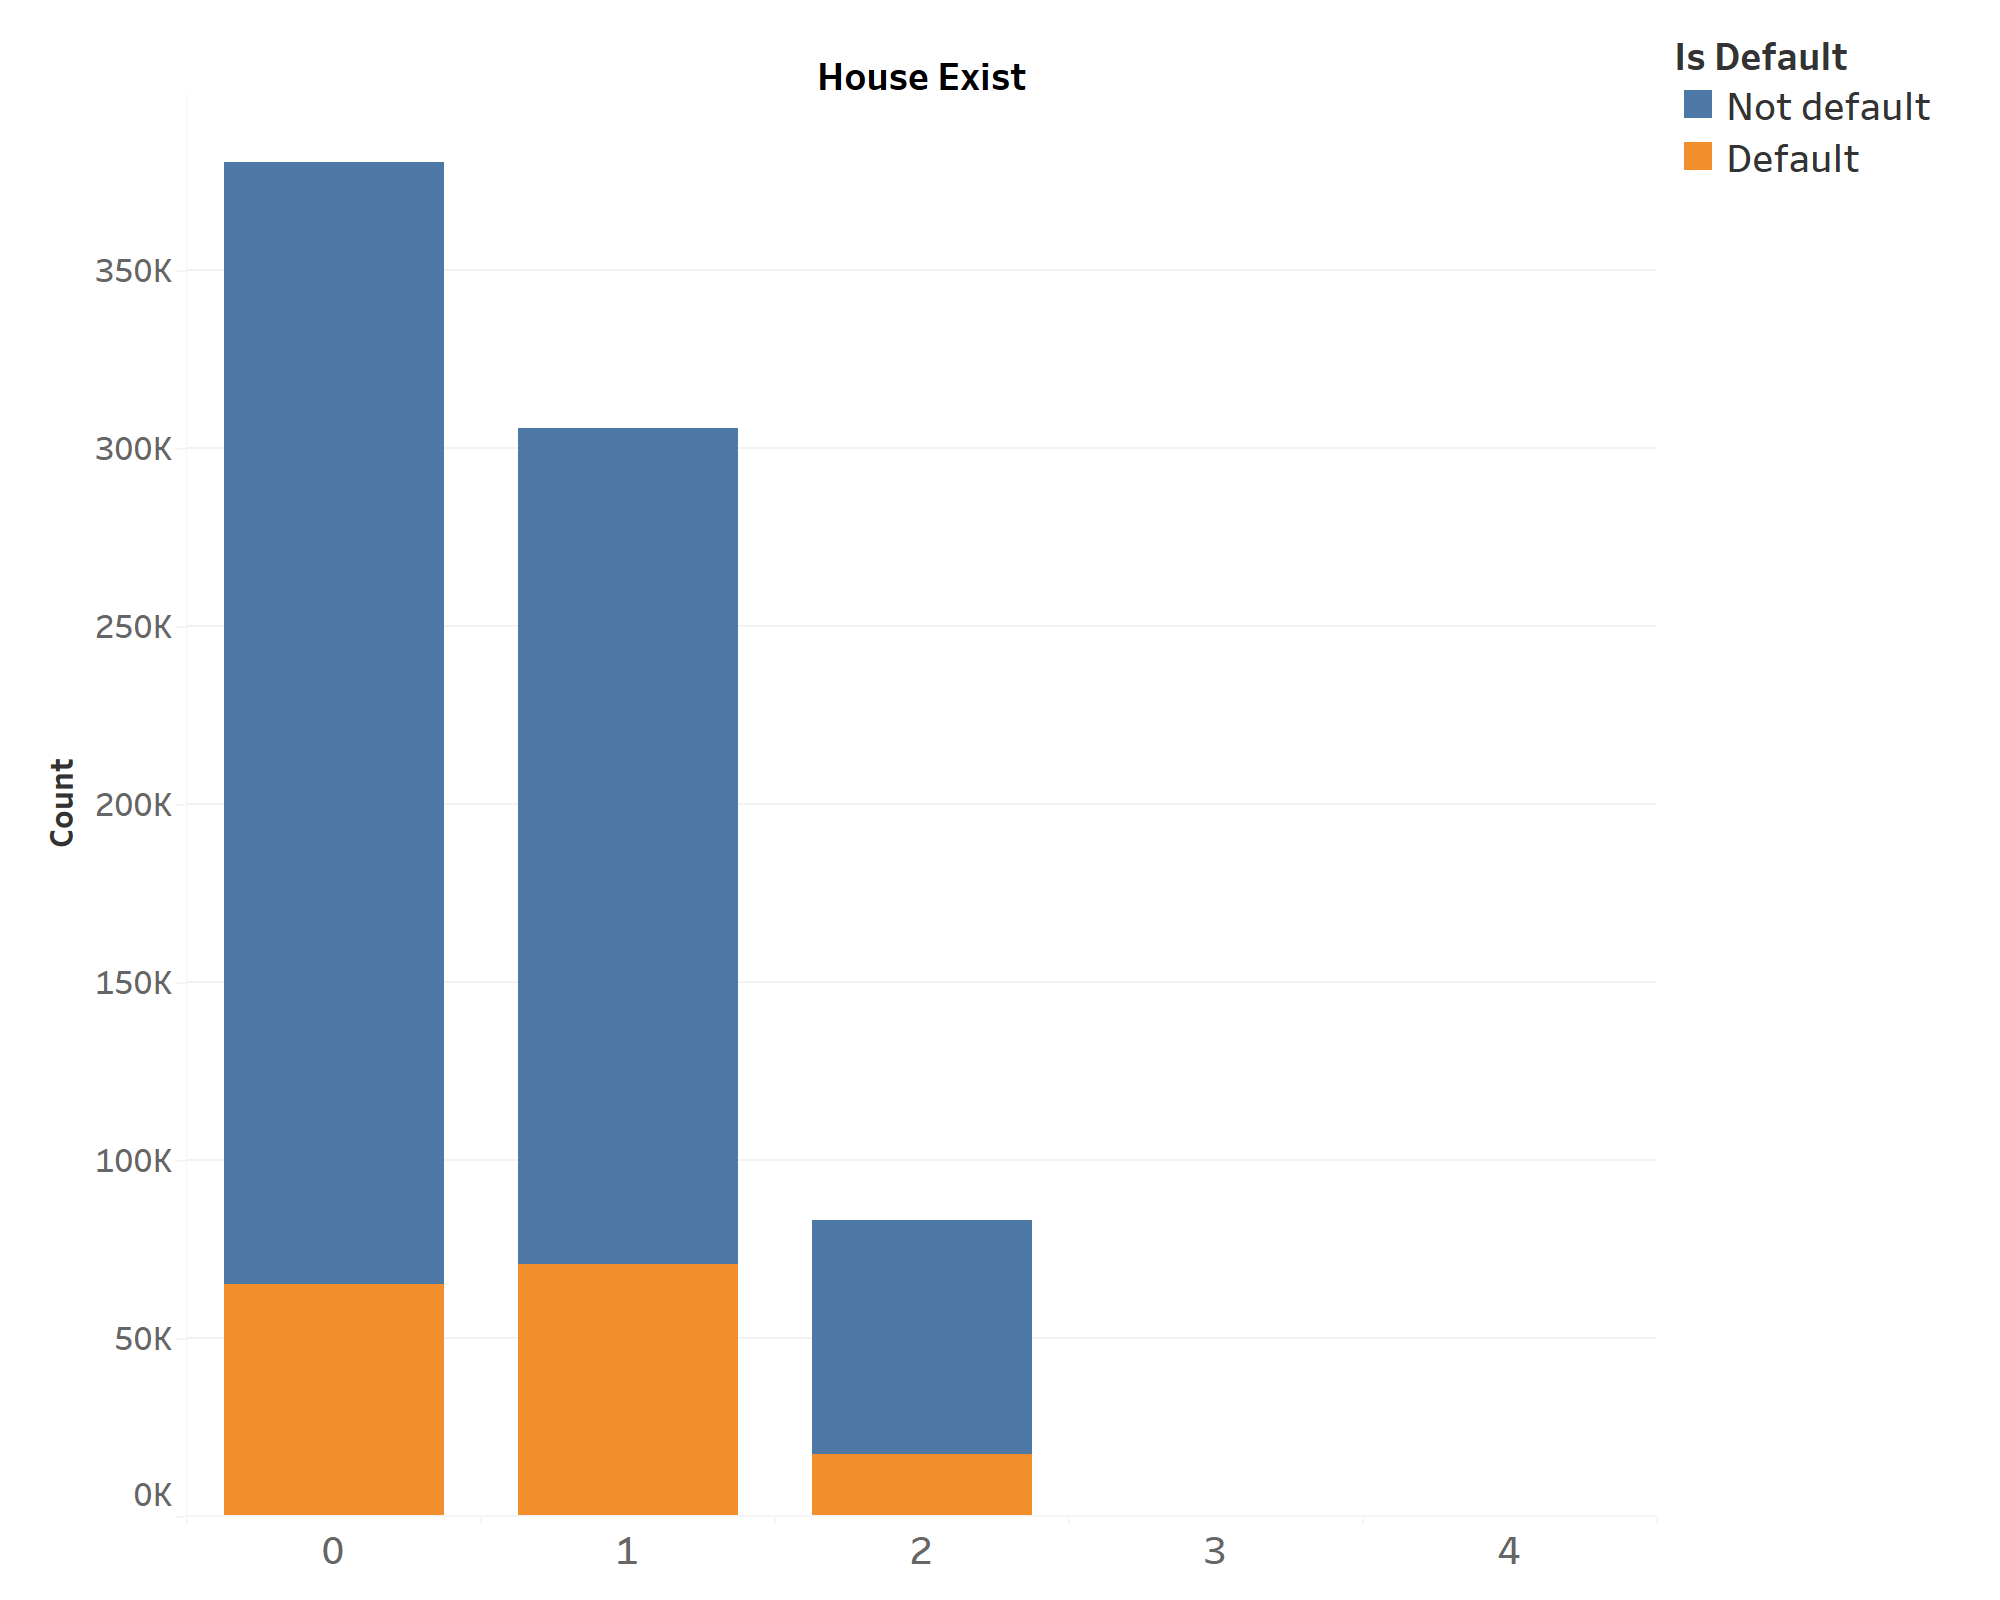 House Exist
Is Default
Not default
Default
350K
300K
250K
200K
150K
100K
50K
0K
Count
0
1
2
3
4